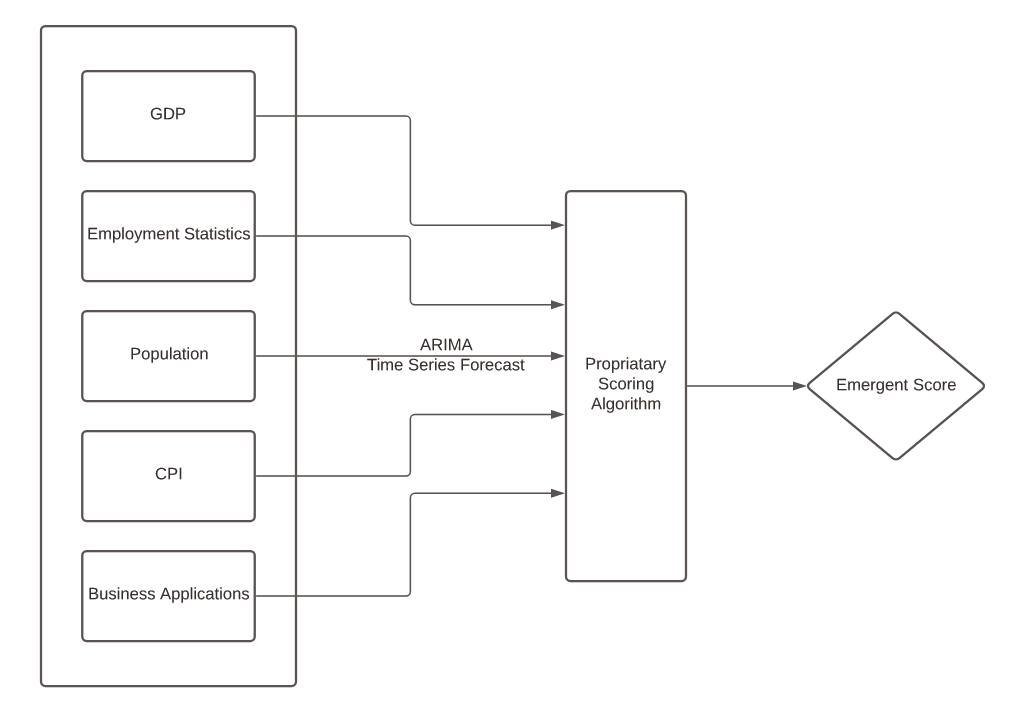 GDP
Employment Statistics
Population
CPI
Business Applications
ARIMA
Time Series Forecast
Propriatary
Scoring
Algorithm
Emergent Score